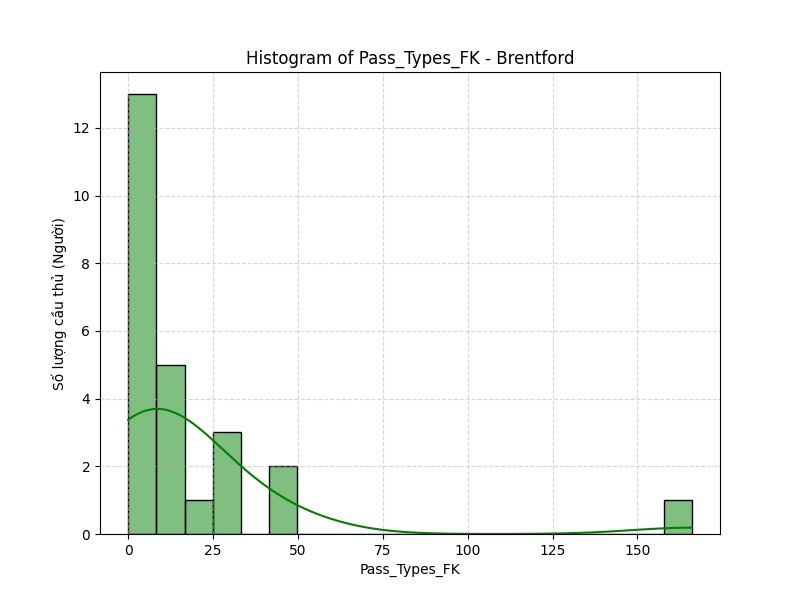 Histogram of Pass_Types_FK - Brentford
Số lượng cầu thủ (Người)
12
10
8
6
4
2
0
0 25 50 75 100 125 150
Pass_Types_FK